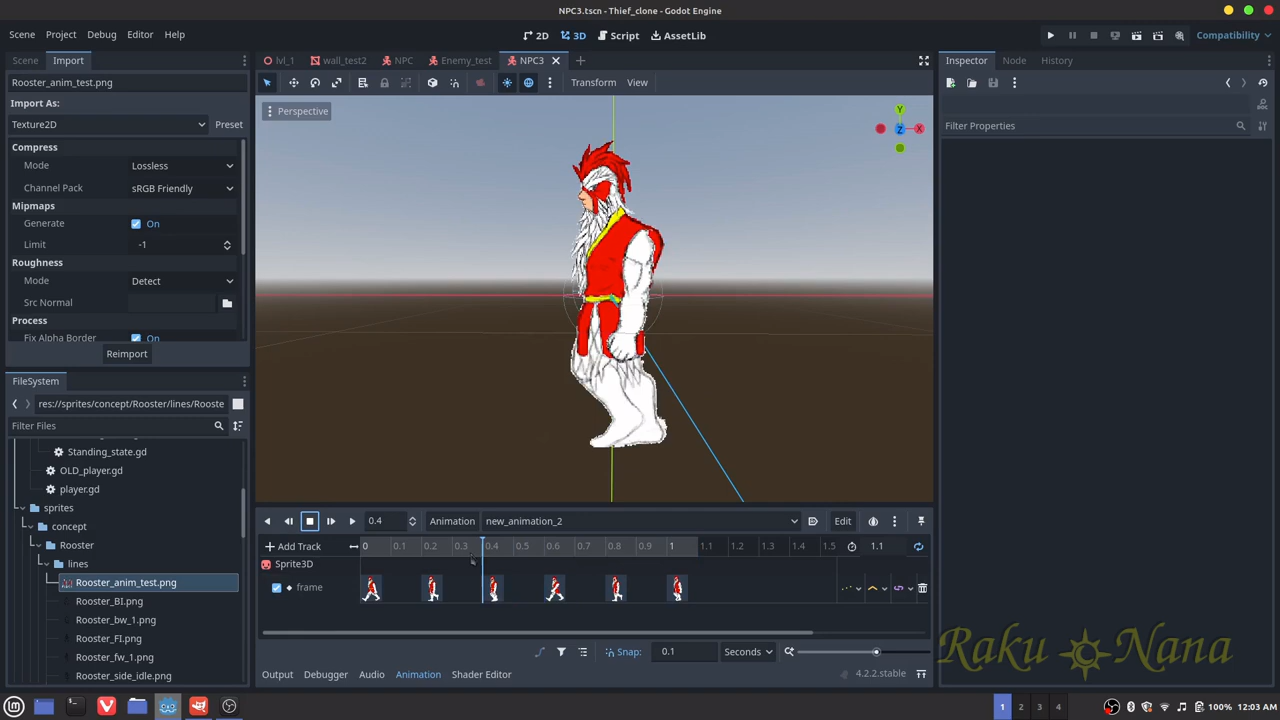 NPC3.tscn - Thief_clone - Godot Engine
Scene Project Debug Editor Help
2D 3D Script AssetLib
Compatibility
Scene Import
lvl_1 wall_test2 NPC Enemy_test NPC3
Inspector Node History
Rooster_anim_test.png
Transform View
Import As:
Texture2D Preset
Perspective
Y
X
Z
Filter Properties
Compress
Mode Lossless
Channel Pack sRGB Friendly
Mipmaps
Generate On
Limit -1
Roughness
Mode Detect
Src Normal
Process
Fix Alpha Border On
Reimport
FileSystem
res://sprites/concept/Rooster/lines/Rooste
Filter Files
Standing_state.gd
OLD_player.gd
player.gd
sprites
concept
Rooster
lines
Rooster_anim_test.png
Rooster_BI.png
Rooster_bw_1.png
Rooster_FI.png
Rooster_fw_1.png
Rooster_side_idle.png
0.4 Animation new_animation_2 Edit
Add Track 0 0.1 0.2 0.3 0.4 0.5 0.6 0.7 0.8 0.9 1 1.1 1.2 1.3 1.4 1.5 1.1
Sprite3D
frame
Snap: 0.1 Seconds
Output Debugger Audio Animation Shader Editor 4.2.2.stable
Raku Nana
1 2 3 4 100% 12:03 AM